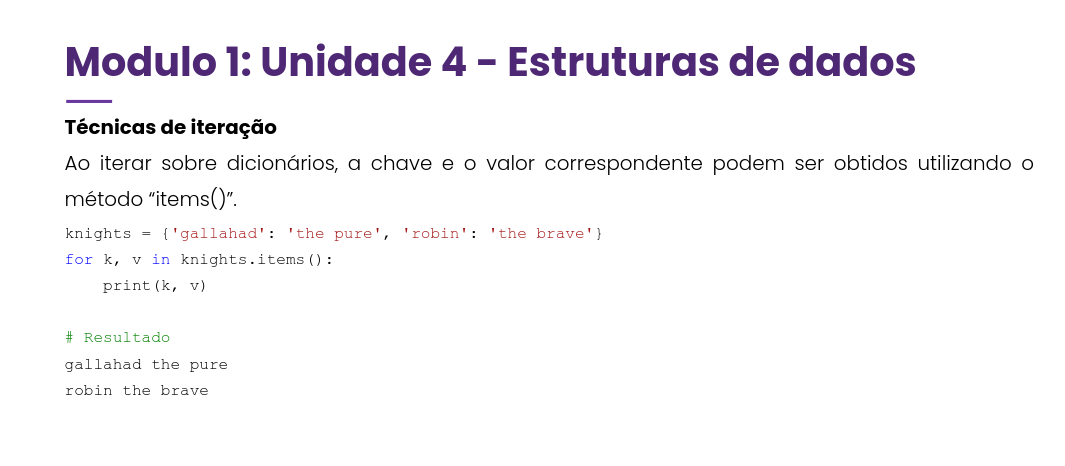 Modulo 1: Unidade 4 - Estruturas de dados
Técnicas de iteração
Ao iterar sobre dicionários, a chave e o valor correspondente podem ser obtidos utilizando o
método “items()”.
knights = {'gallahad': 'the pure', 'robin': 'the brave'}
for k, v in knights.items():
    print(k, v)
# Resultado
gallahad the pure
robin the brave